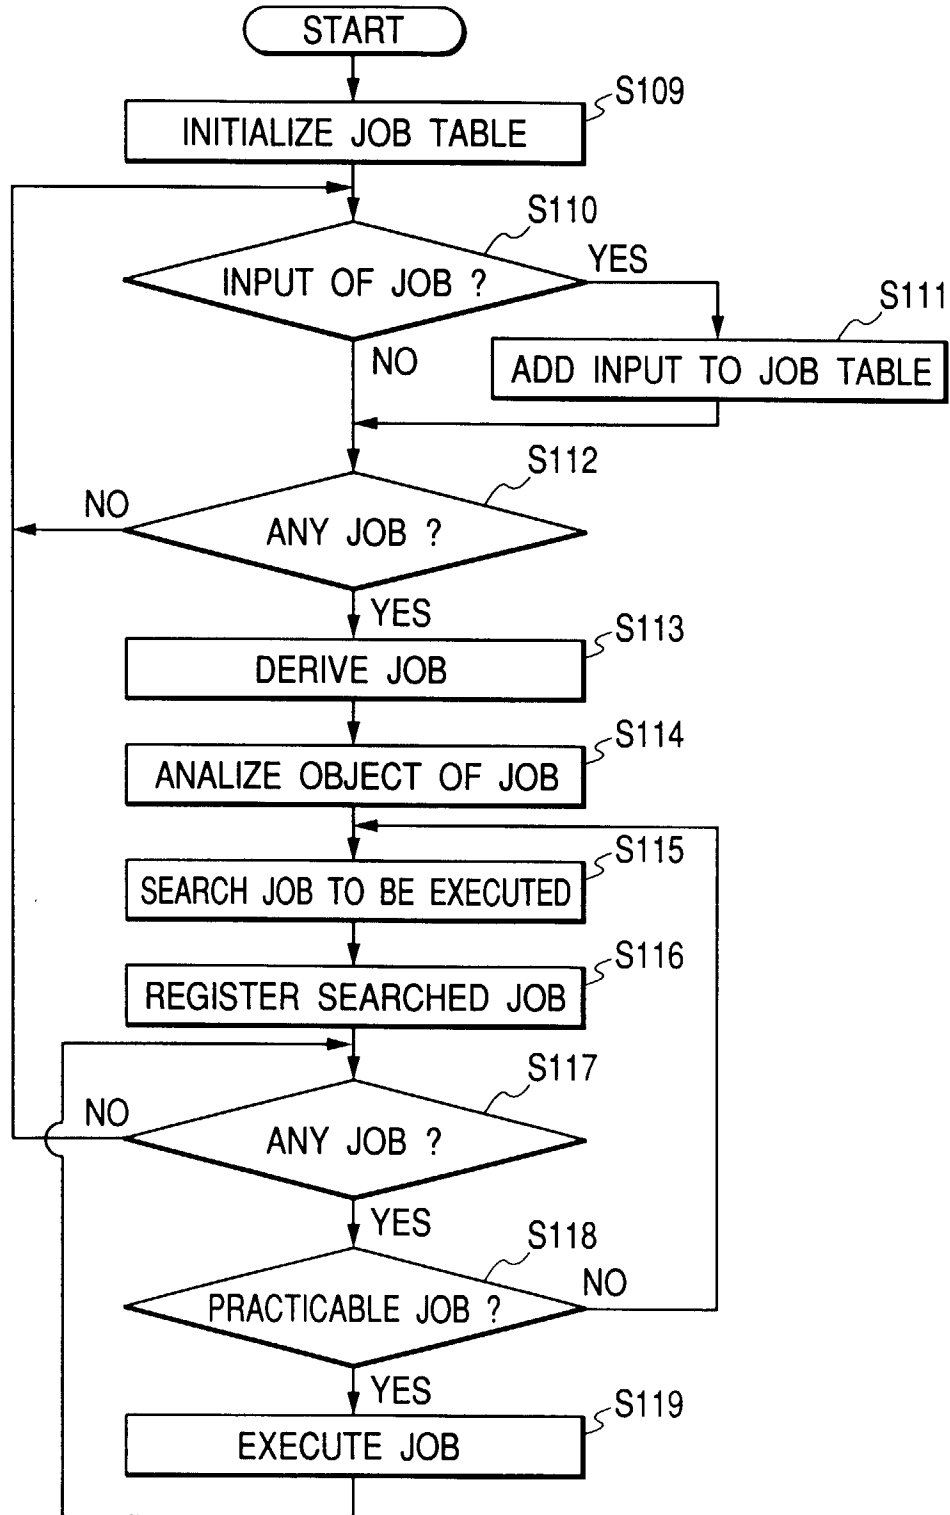 START
S109
INITIALIZE JOB TABLE
S110
INPUT OF JOB ?
YES
S111
ADD INPUT TO JOB TABLE
NO
S112
NO
ANY JOB ?
YES
S113
DERIVE JOB
S114
ANALIZE OBJECT OF JOB
S115
SEARCH JOB TO BE EXECUTED
S116
REGISTER SEARCHED JOB
S117
NO
ANY JOB ?
YES
S118
NO
PRACTICABLE JOB ?
YES
S119
EXECUTE JOB